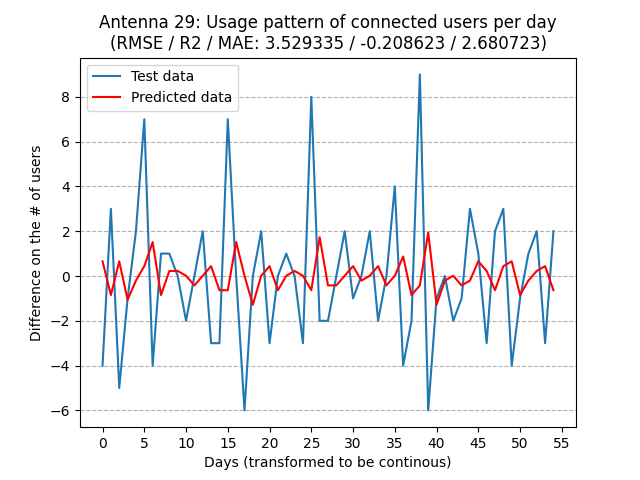 Antenna 29: Usage pattern of connected users per day
(RMSE / R2 / MAE: 3.529335 / -0.208623 / 2.680723)
Test data
Predicted data
Difference on the # of users
8
6
4
2
0
−2
−4
−6
0 5 10 15 20 25 30 35 40 45 50 55
Days (transformed to be continous)